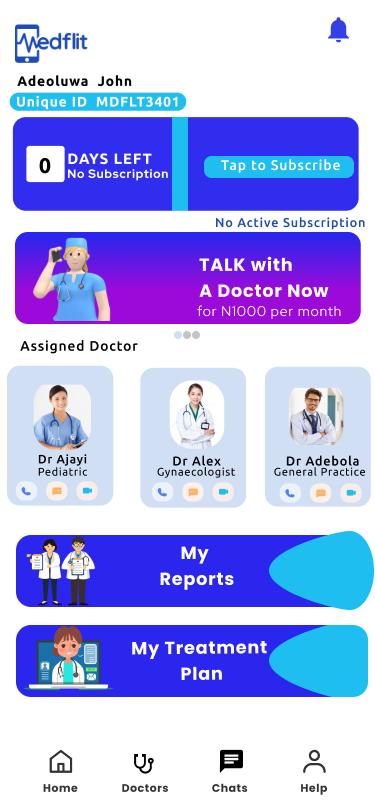 Medflit
Adeoluwa John
Unique ID MDFLT3401
0
DAYS LEFT
No Subscription
Tap to Subscribe
No Active Subscription
TALK with
A Doctor Now
for N1000 per month
Assigned Doctor
Dr Ajayi
Pediatric
Dr Alex
Gynaecologist
Dr Adebola
General Practice
My
Reports
My Treatment
Plan
Home
Doctors
Chats
Help